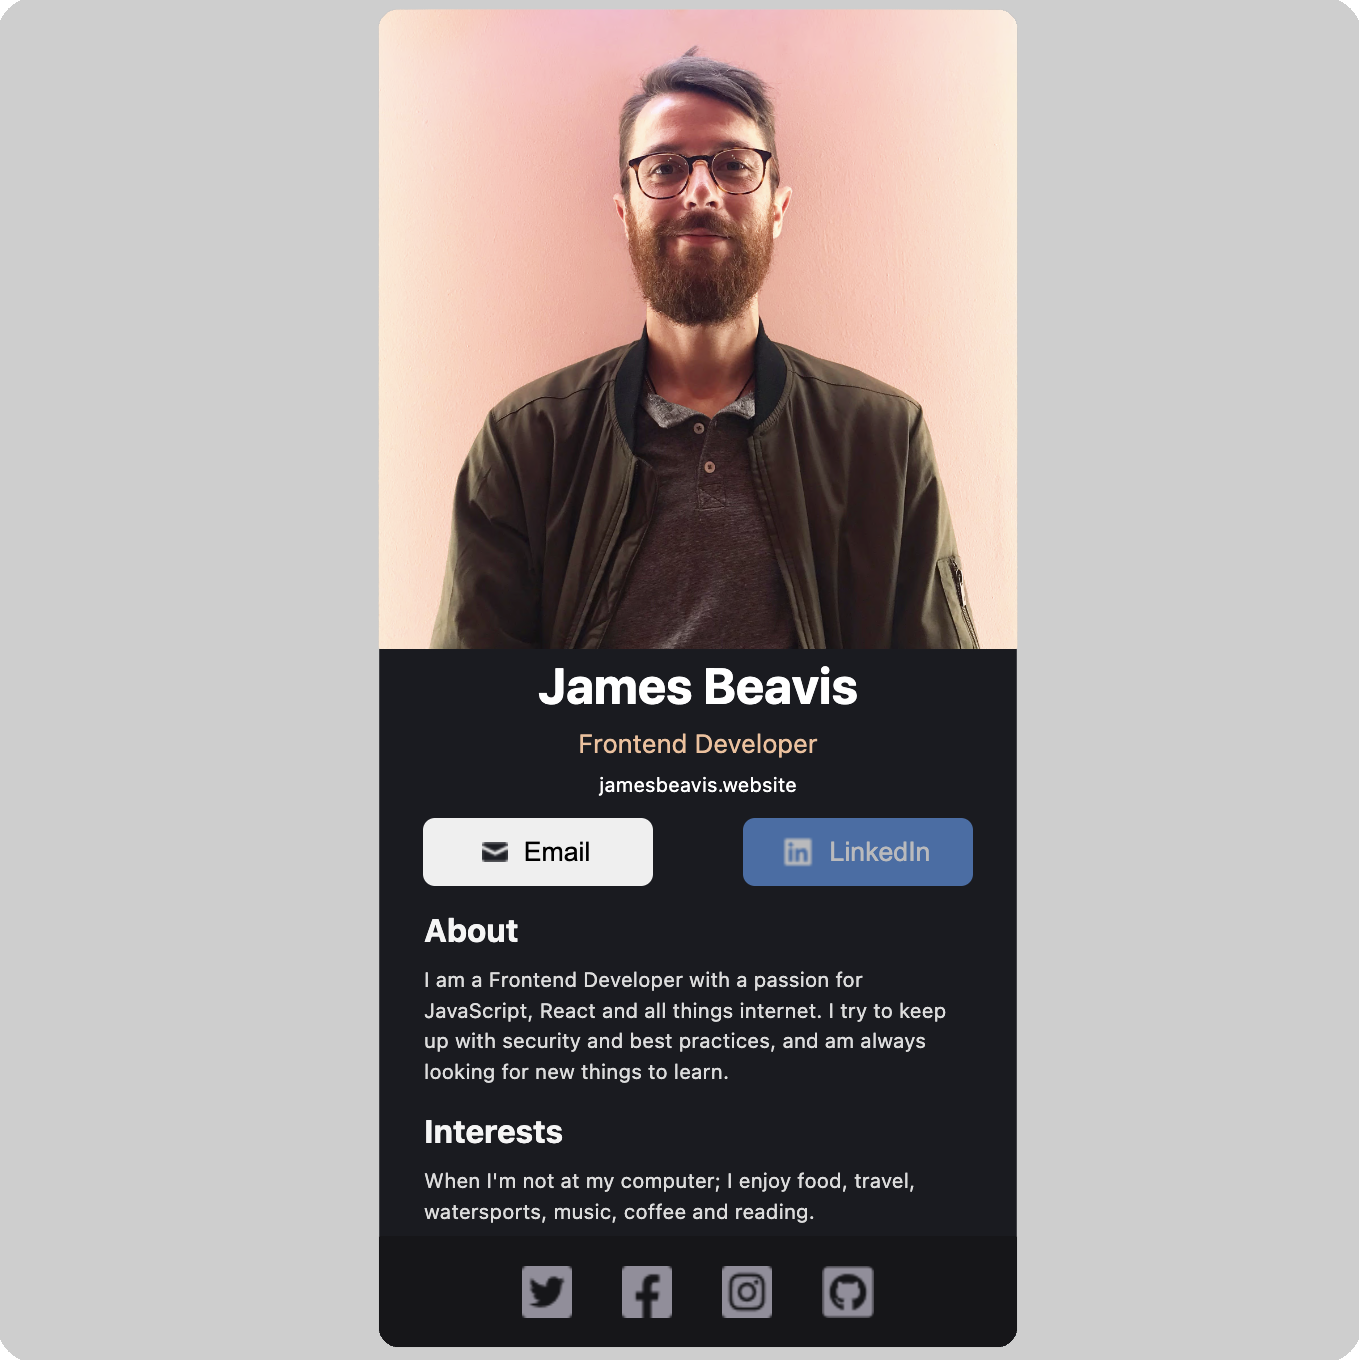 James Beavis
Frontend Developer
jamesbeavis.website
Email
in LinkedIn
About
I am a Frontend Developer with a passion for
JavaScript, React and all things internet. I try to keep
up with security and best practices, and am always
looking for new things to learn.
Interests
When I'm not at my computer; I enjoy food, travel,
watersports, music, coffee and reading.